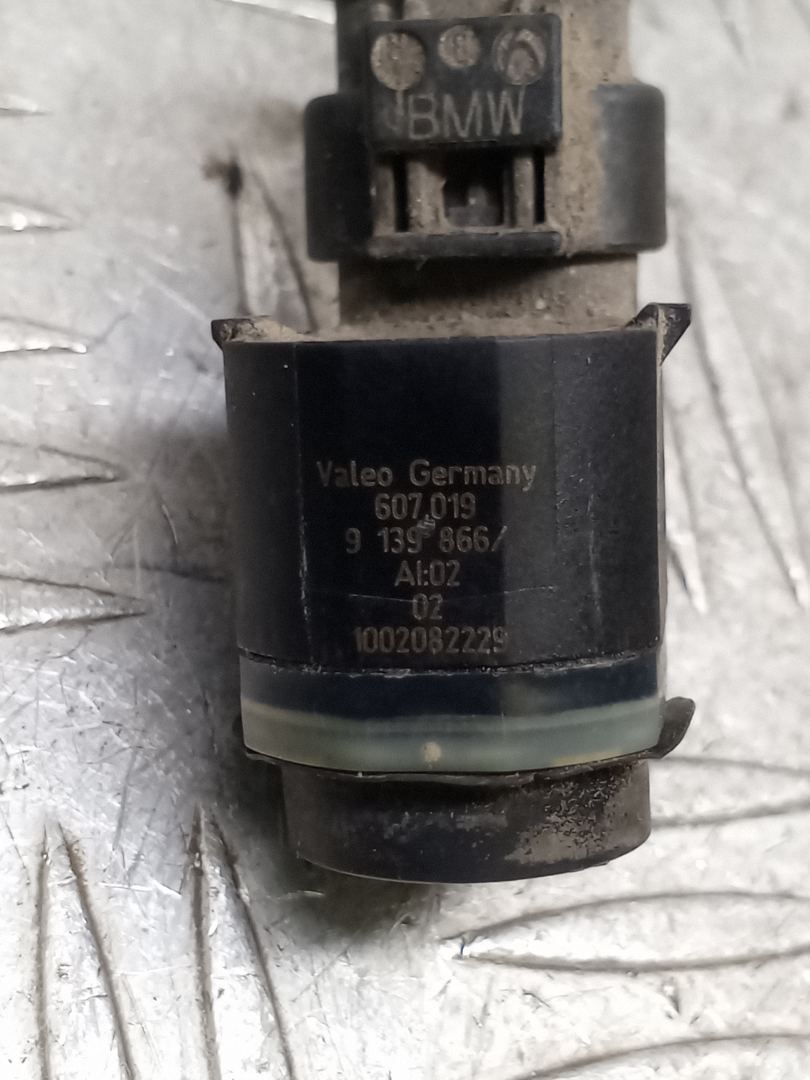 BMW
Valeo Germany
607.019
9 139 866/
AI:02
02
1002082229